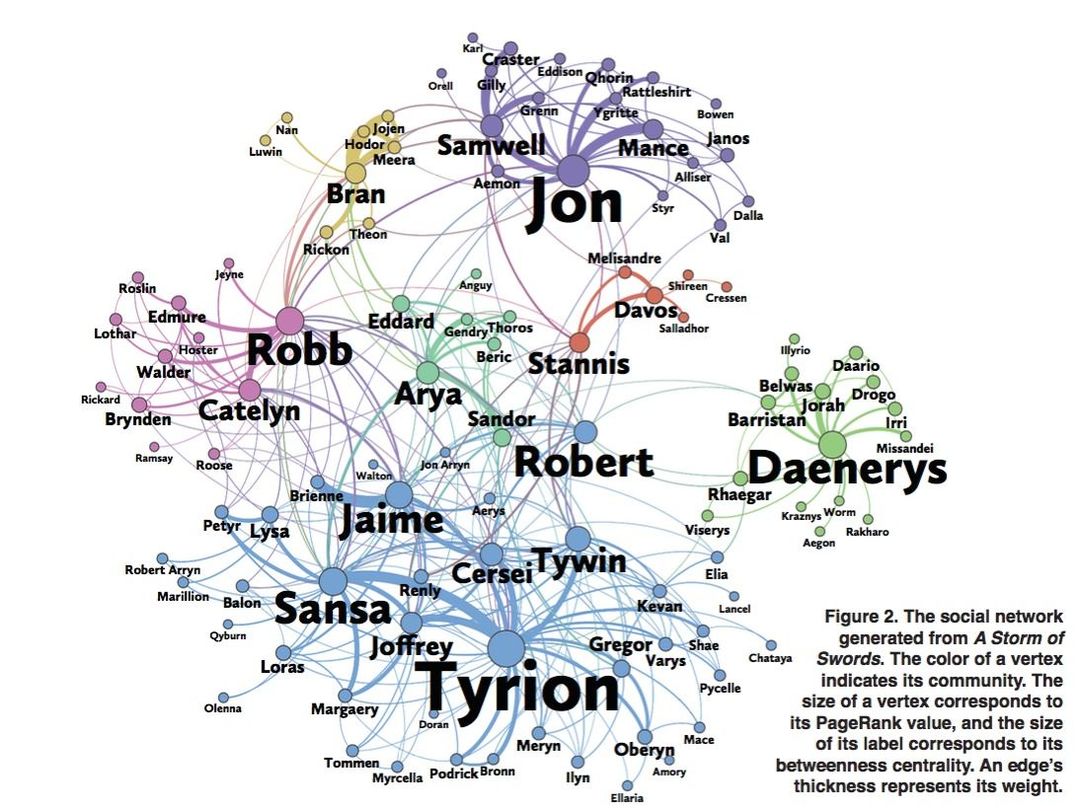 Karl
Craster
Eddison
Orell
Gilly
Qhorin
Rattleshirt
Grenn
Ygritte
Bowen
Nan
Jojen
Hodor
Luwin
Meera
Samwell
Mance
Janos
Aemon
Alliser
Bran
Jon
Styr
Dalla
Theon
Val
Rickon
Melisandre
Jeyne
Anguy
Shireen
Roslin
Cressen
Edmure
Eddard
Davos
Lothar
Gendry
Thoros
Salladhor
Hoster
Robb
Beric
Illyrio
Walder
Stannis
Daario
Belwas
Drogo
Rickard
Arya
Jorah
Brynden
Catelyn
Sandor
Barristan
Irri
Ramsay
Missandei
Roose
Jon Arryn
Robert
Daenerys
Walton
Brienne
Rhaegar
Petyr
Lysa
Jaime
Aerys
Kraznys
Worm
Viserys
Rakharo
Aegon
Robert Arryn
Cersei
Tywin
Elia
Marillion
Balon
Renly
Kevan
Lancel
Sansa
Qyburn
Joffrey
Gregor
Shae
Varys
Chataya
Loras
Tyrion
Pycelle
Olenna
Margaery
Doran
Meryn
Oberyn
Mace
Tommen
Myrcella
Podrick
Bronn
Ilyn
Amory
Ellaria
Figure 2. The social network
generated from A Storm of
Swords. The color of a vertex
indicates its community. The
size of a vertex corresponds to
its PageRank value, and the size
of its label corresponds to its
betweenness centrality. An edge’s
thickness represents its weight.